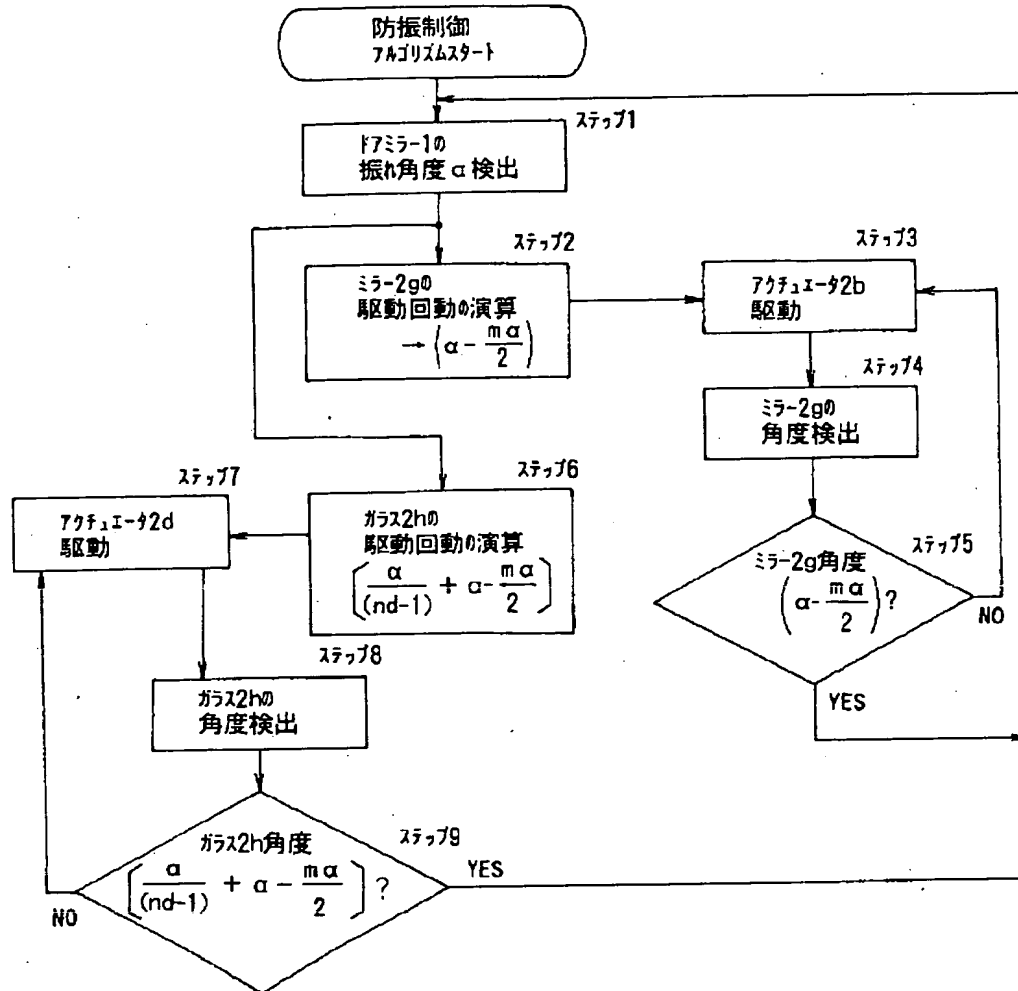 防振制御
アルゴリズムスタート
ステップ1
ドアミラー1の
振れ角度α検出
ステップ2
ミラー2gの
駆動回動の演算
→ (α - mα/2)
ステップ3
アクチュエータ2b
駆動
ステップ4
ミラー2gの
角度検出
ステップ5
ミラー2g角度
(α - mα/2)?
NO
YES
ステップ6
ガラス2hの
駆動回動の演算
[α/(nd-1) + α - mα/2]
ステップ7
アクチュエータ2d
駆動
ステップ8
ガラス2hの
角度検出
ステップ9
ガラス2h角度
[α/(nd-1) + α - mα/2]?
YES
NO